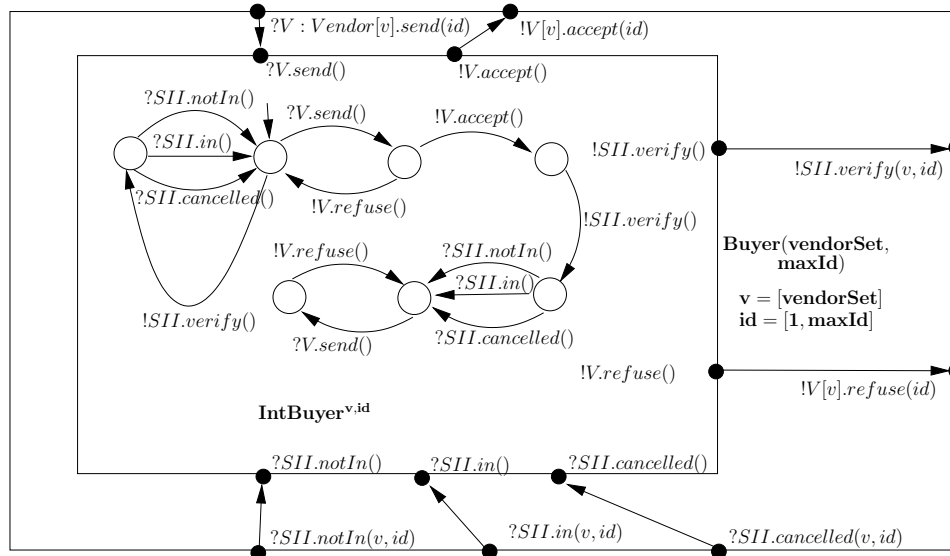 ?V : Vendor[v].send(id)
!V[v].accept(id)
?V.send()
!V.accept()
?SII.notIn()
?V.send()
!V.accept()
?SII.in()
!SII.verify()
?SII.cancelled()
!V.refuse()
!SII.verify(v, id)
!SII.verify()
Buyer(vendorSet,
maxId)
!V.refuse()
?SII.notIn()
?SII.in()
v = [vendorSet]
id = [1, maxId]
!SII.verify()
?V.send()
?SII.cancelled()
!V.refuse()
!V[v].refuse(id)
IntBuyer^{v,id}
?SII.notIn()
?SII.in()
?SII.cancelled()
?SII.notIn(v, id)
?SII.in(v, id)
?SII.cancelled(v, id)